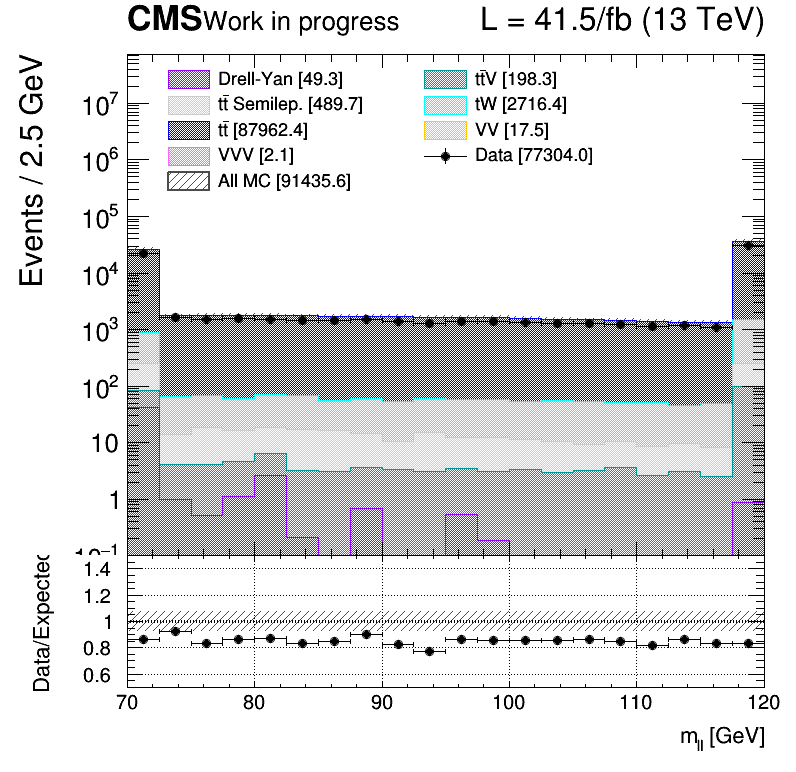 CMS Work in progress L = 41.5/fb (13 TeV)
Events / 2.5 GeV
Drell-Yan [49.3]
tt̄ Semilep. [489.7]
tt̄ [87962.4]
VVV [2.1]
All MC [91435.6]
tt̄V [198.3]
tW [2716.4]
VV [17.5]
Data [77304.0]
10⁷
10⁶
10⁵
10⁴
10³
10²
10
1
10⁻¹
Data/Expected
1.4
1.2
1
0.8
0.6
70 80 90 100 110 120
m_ll [GeV]